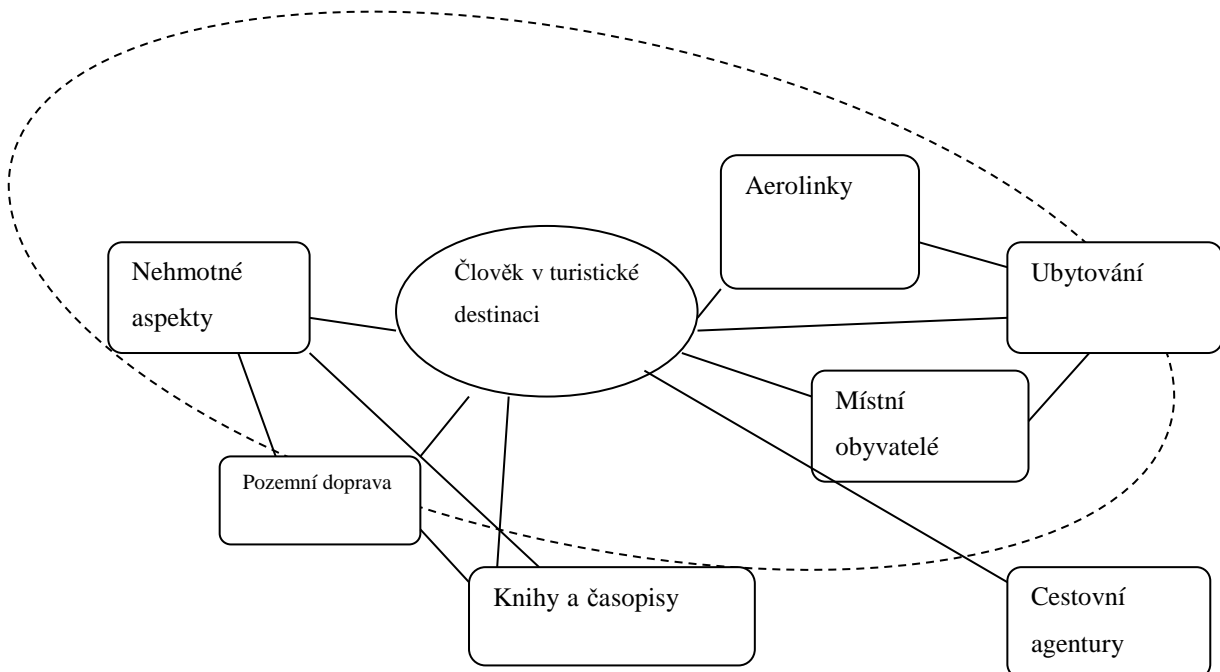 Aerolinky
Nehmotné
aspekty
Člověk v turistické
destinaci
Ubytování
Místní
obyvatelé
Pozemní doprava
Knihy a časopisy
Cestovní
agentury